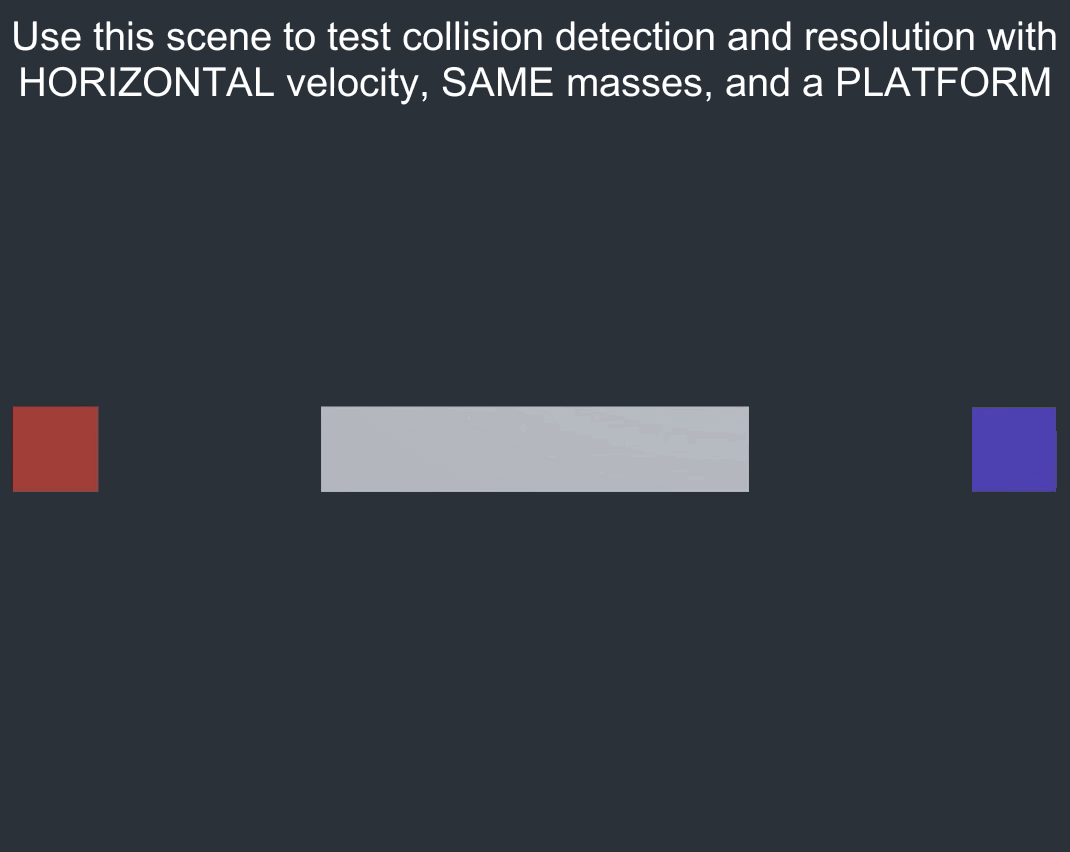 Use this scene to test collision detection and resolution with
HORIZONTAL velocity, SAME masses, and a PLATFORM